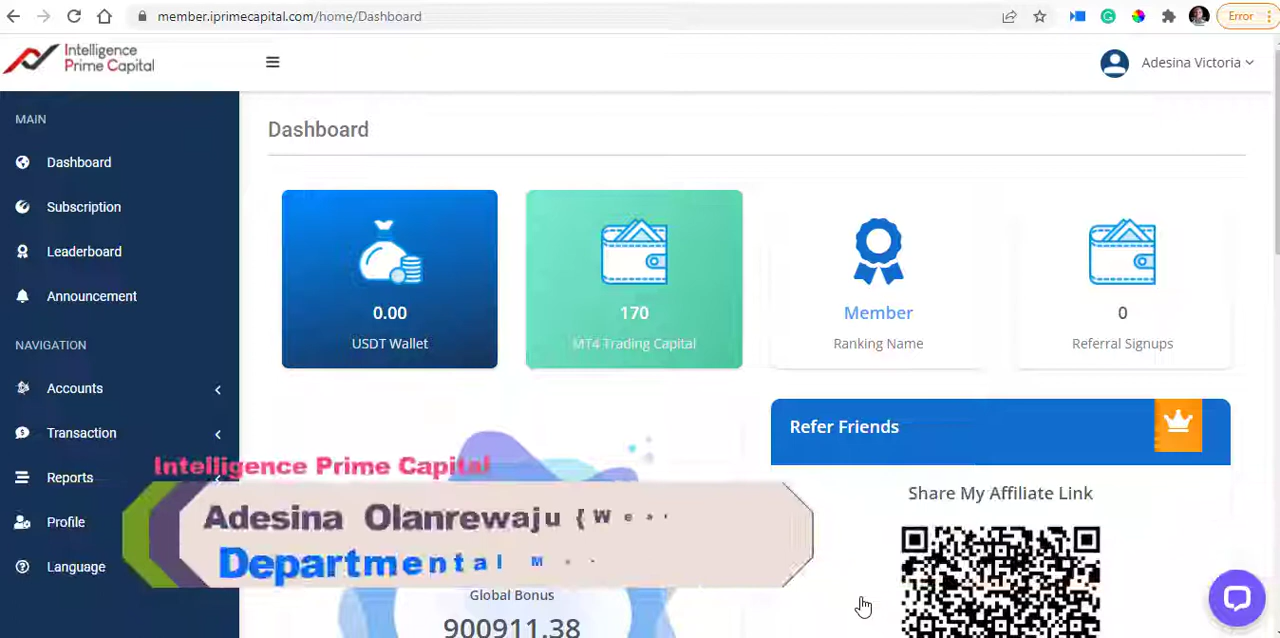 member.iprimecapital.com/home/Dashboard
Error
Intelligence
Prime Capital
Adesina Victoria
MAIN
Dashboard
Subscription
Leaderboard
Announcement
NAVIGATION
Accounts
Transaction
Reports
Profile
Language
Dashboard
0.00
USDT Wallet
170
MT4 Trading Capital
Member
Ranking Name
0
Referral Signups
Refer Friends
Share My Affiliate Link
Intelligence Prime Capital
Adesina Olanrewaju {W
Departmental M
Global Bonus
900911.38